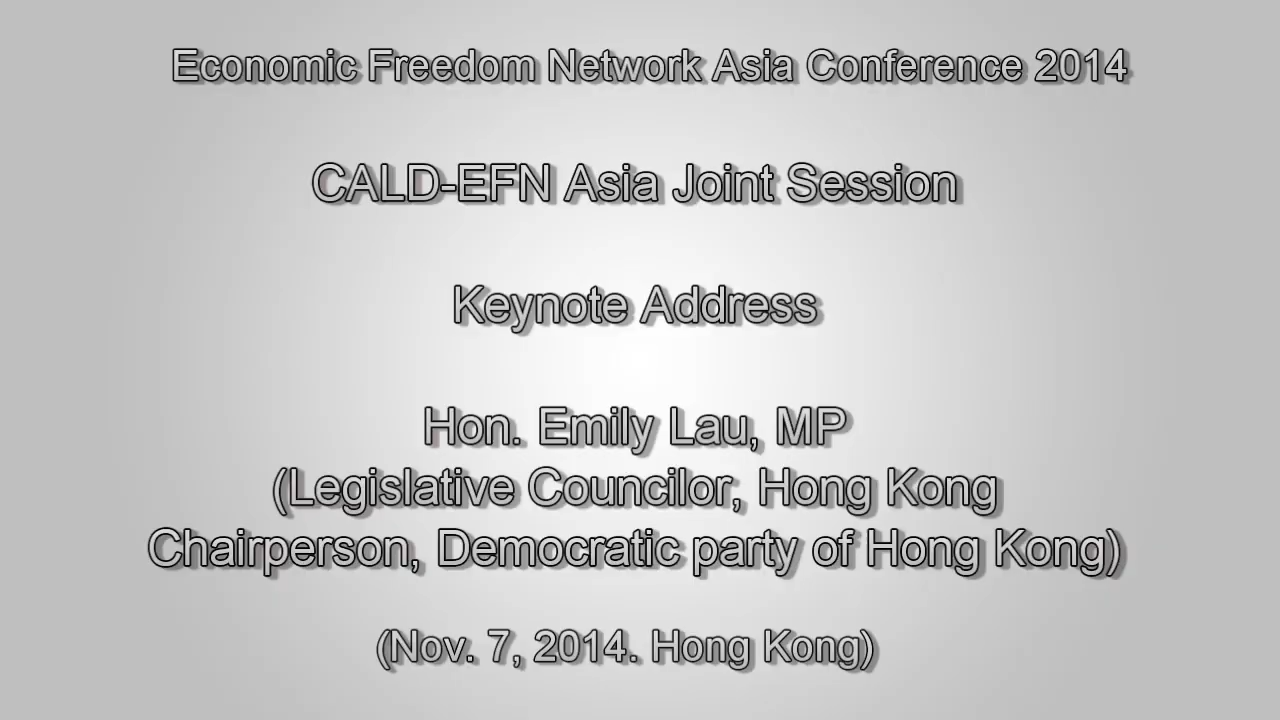 Economic Freedom Network Asia Conference 2014
CALD-EFN Asia Joint Session
Keynote Address
Hon. Emily Lau, MP
(Legislative Councilor, Hong Kong
Chairperson, Democratic party of Hong Kong)
(Nov. 7, 2014. Hong Kong)